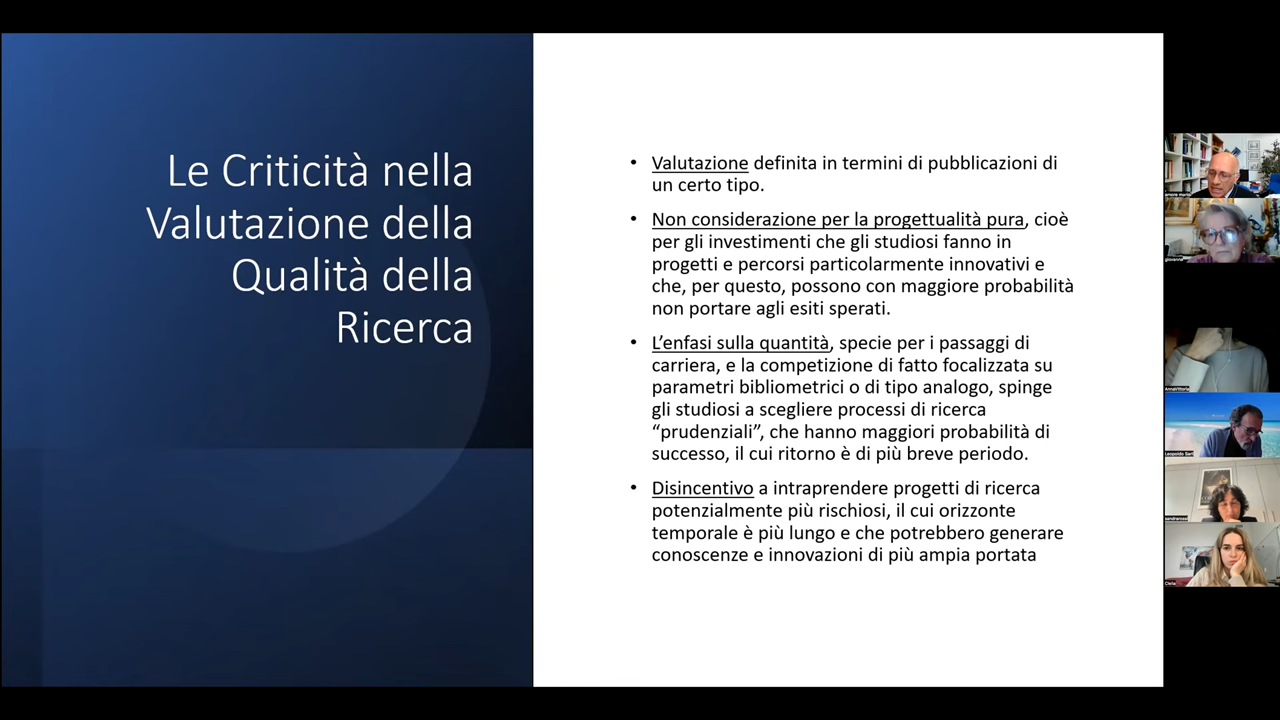 Le Criticità nella
Valutazione della
Qualità della
Ricerca
• Valutazione definita in termini di pubblicazioni di
un certo tipo.
• Non considerazione per la progettualità pura, cioè
per gli investimenti che gli studiosi fanno in
progetti e percorsi particolarmente innovativi e
che, per questo, possono con maggiore probabilità
non portare agli esiti sperati.
• L’enfasi sulla quantità, specie per i passaggi di
carriera, e la competizione di fatto focalizzata su
parametri bibliometrici o di tipo analogo, spinge
gli studiosi a scegliere processi di ricerca
“prudenziali”, che hanno maggiori probabilità di
successo, il cui ritorno è di più breve periodo.
• Disincentivo a intraprendere progetti di ricerca
potenzialmente più rischiosi, il cui orizzonte
temporale è più lungo e che potrebbero generare
conoscenze e innovazioni di più ampia portata
giovanna
AnnaVittoria
Leopoldo Sarli
Clelia